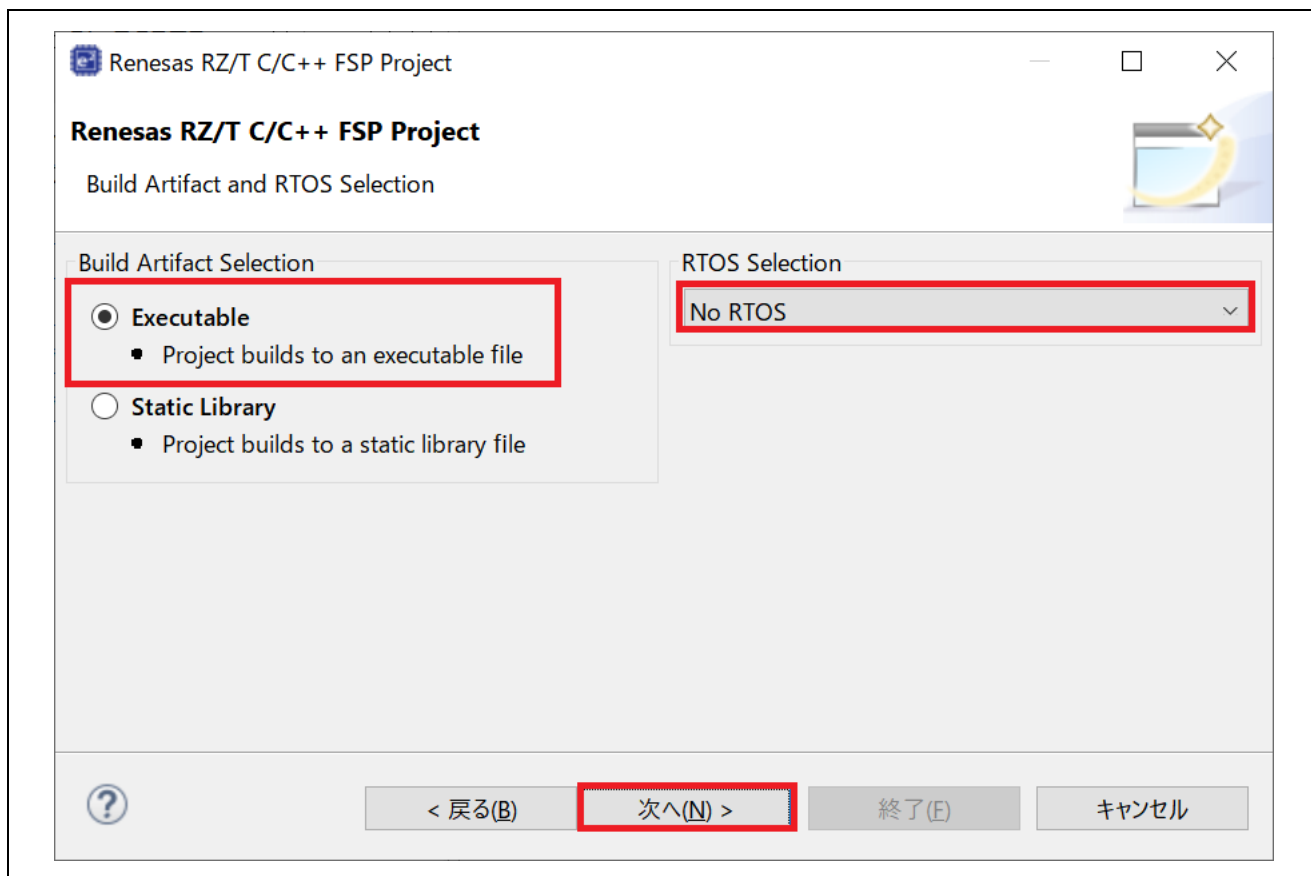 Renesas RZ/T C/C++ FSP Project
Renesas RZ/T C/C++ FSP Project
Build Artifact and RTOS Selection
Build Artifact Selection
Executable
Project builds to an executable file
Static Library
Project builds to a static library file
RTOS Selection
No RTOS
< 戻る(B)
次へ(N) >
終了(F)
キャンセル